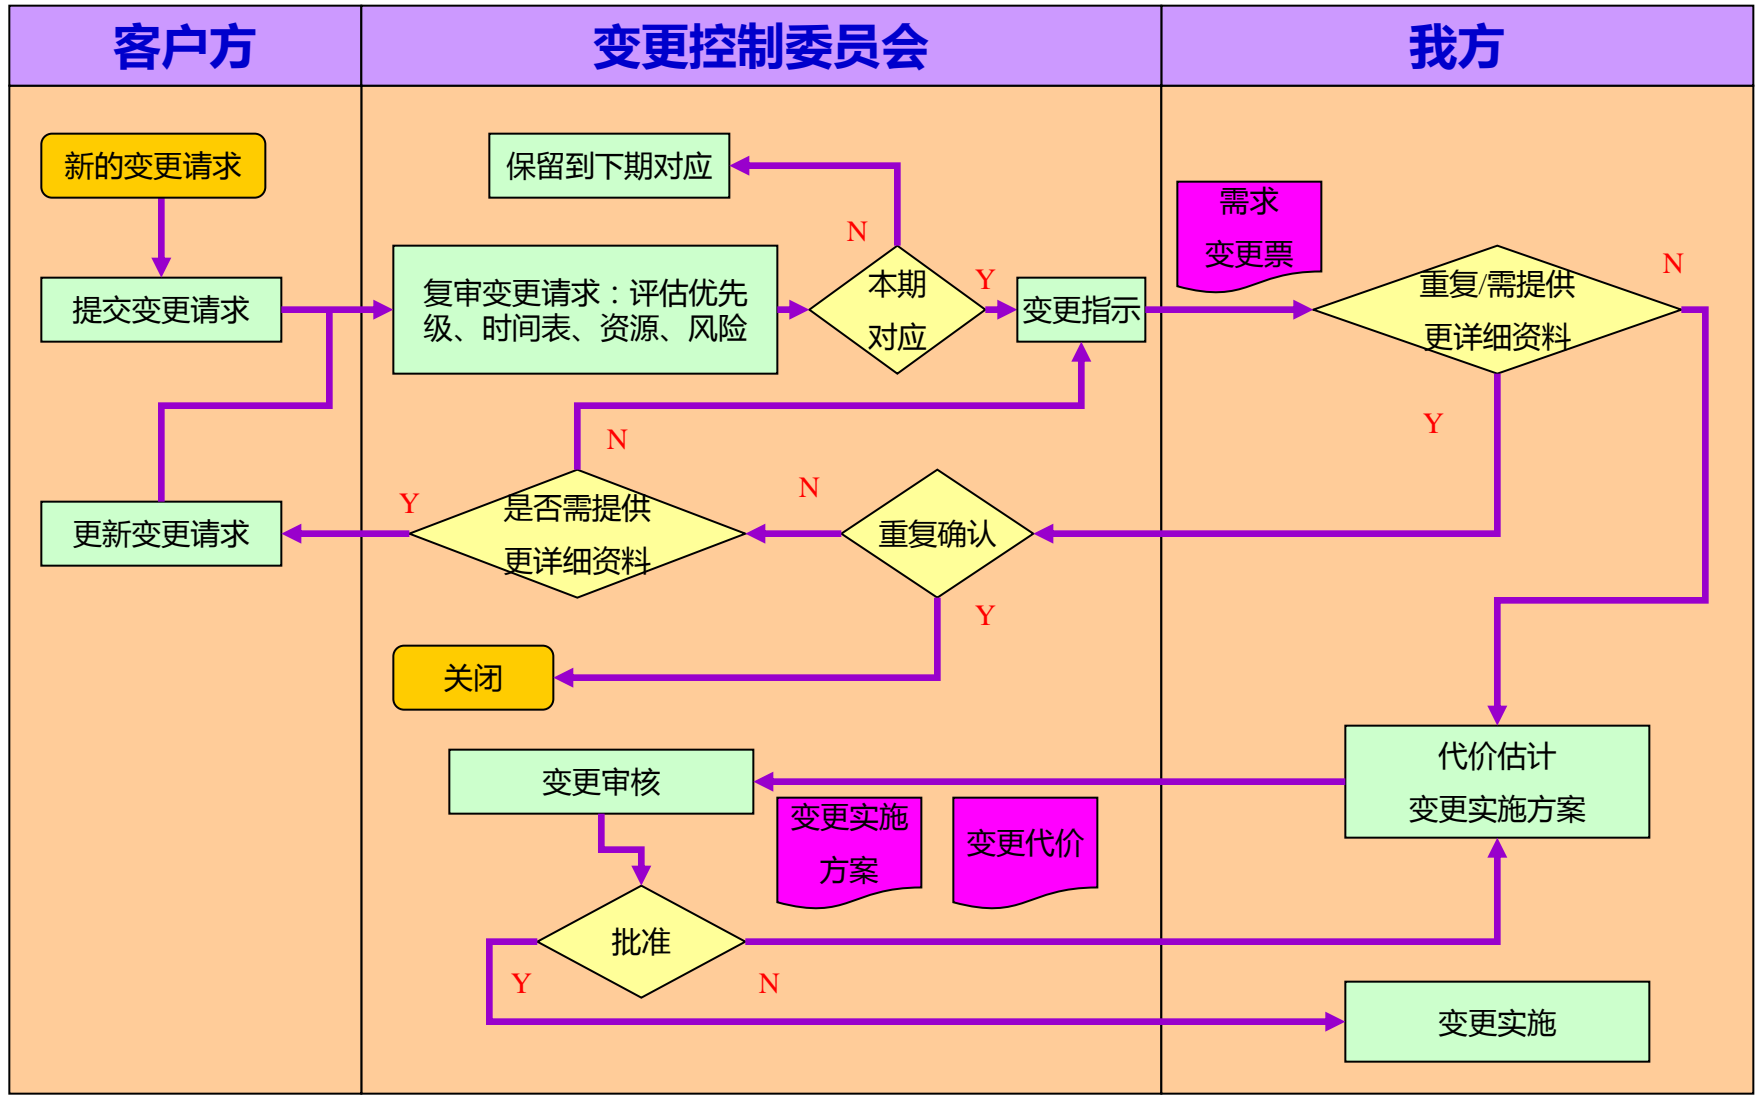 客户方
变更控制委员会
我方
新的变更请求
保留到下期对应
需求
变更票
N
提交变更请求
复审变更请求：评估优先
级、时间表、资源、风险
本期
对应
Y
变更指示
重复/需提供
更详细资料
N
N
Y
更新变更请求
Y
是否需提供
更详细资料
N
重复确认
Y
关闭
变更审核
变更实施
方案
变更代价
代价估计
变更实施方案
批准
Y
N
变更实施